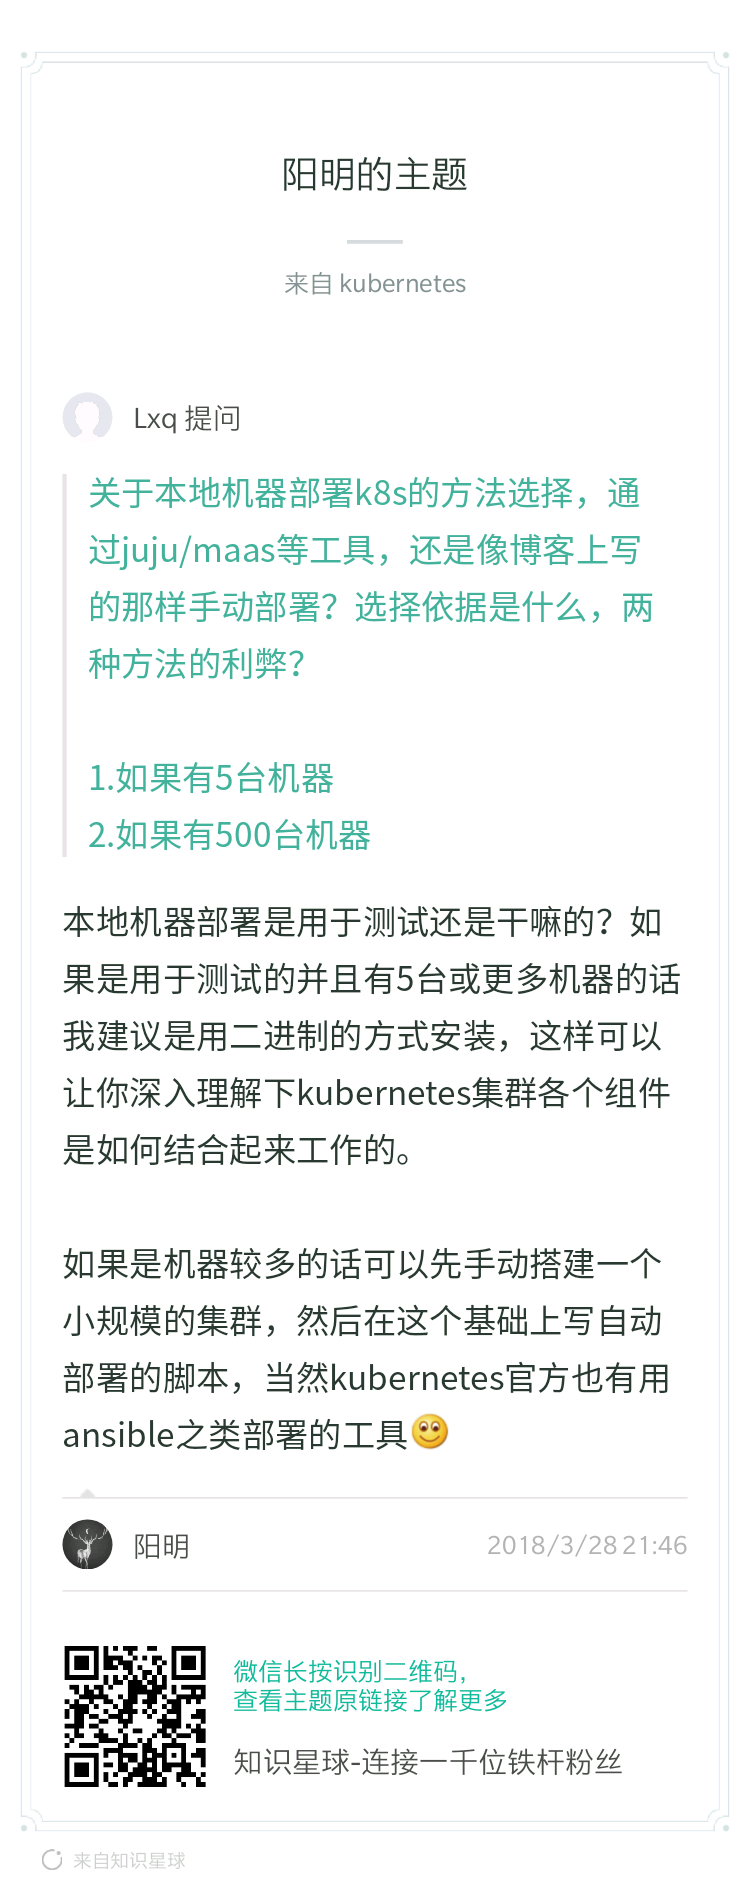 阳明的主题
来自 kubernetes
Lxq 提问
关于本地机器部署k8s的方法选择，通
过juju/maas等工具，还是像博客上写
的那样手动部署？选择依据是什么，两
种方法的利弊？
1.如果有5台机器
2.如果有500台机器
本地机器部署是用于测试还是干嘛的？如
果是用于测试的并且有5台或更多机器的话
我建议是用二进制的方式安装，这样可以
让你深入理解下kubernetes集群各个组件
是如何结合起来工作的。
如果是机器较多的话可以先手动搭建一个
小规模的集群，然后在这个基础上写自动
部署的脚本，当然kubernetes官方也有用
ansible之类部署的工具
阳明
2018/3/28 21:46
微信长按识别二维码，
查看主题原链接了解更多
知识星球-连接一千位铁杆粉丝
来自知识星球